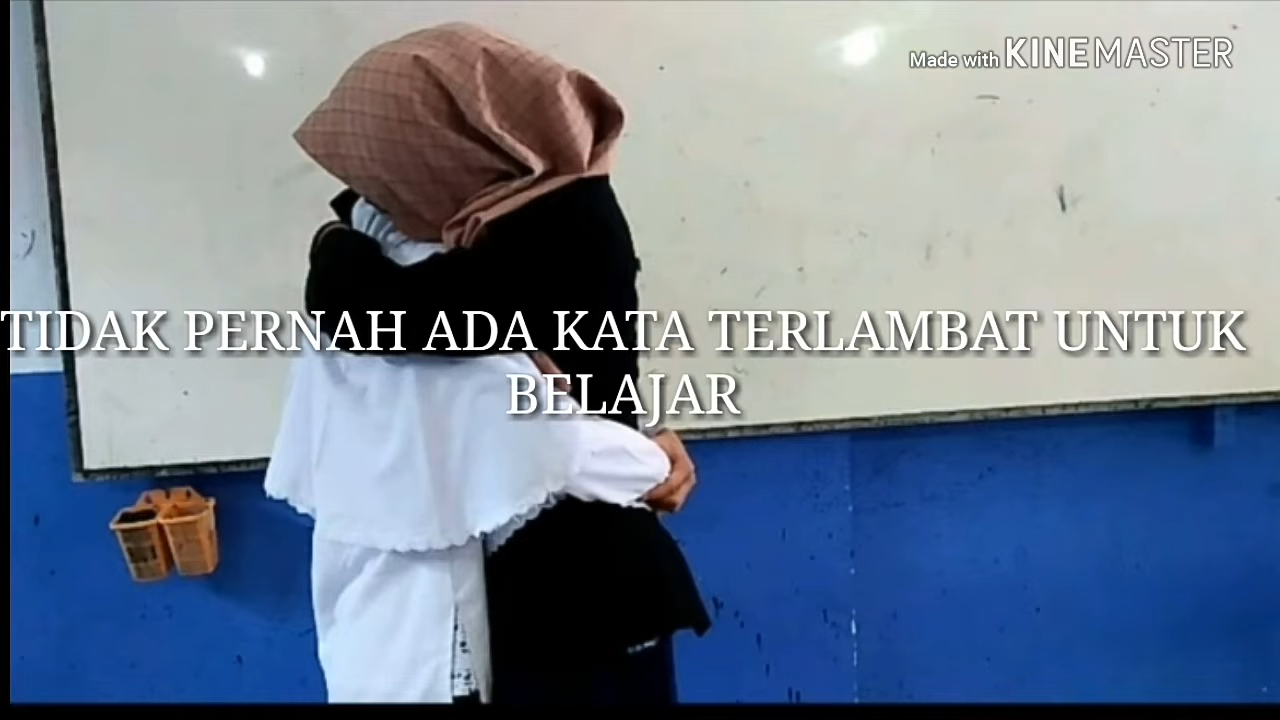 Made with KINEMASTER
TIDAK PERNAH ADA KATA TERLAMBAT UNTUK
BELAJAR